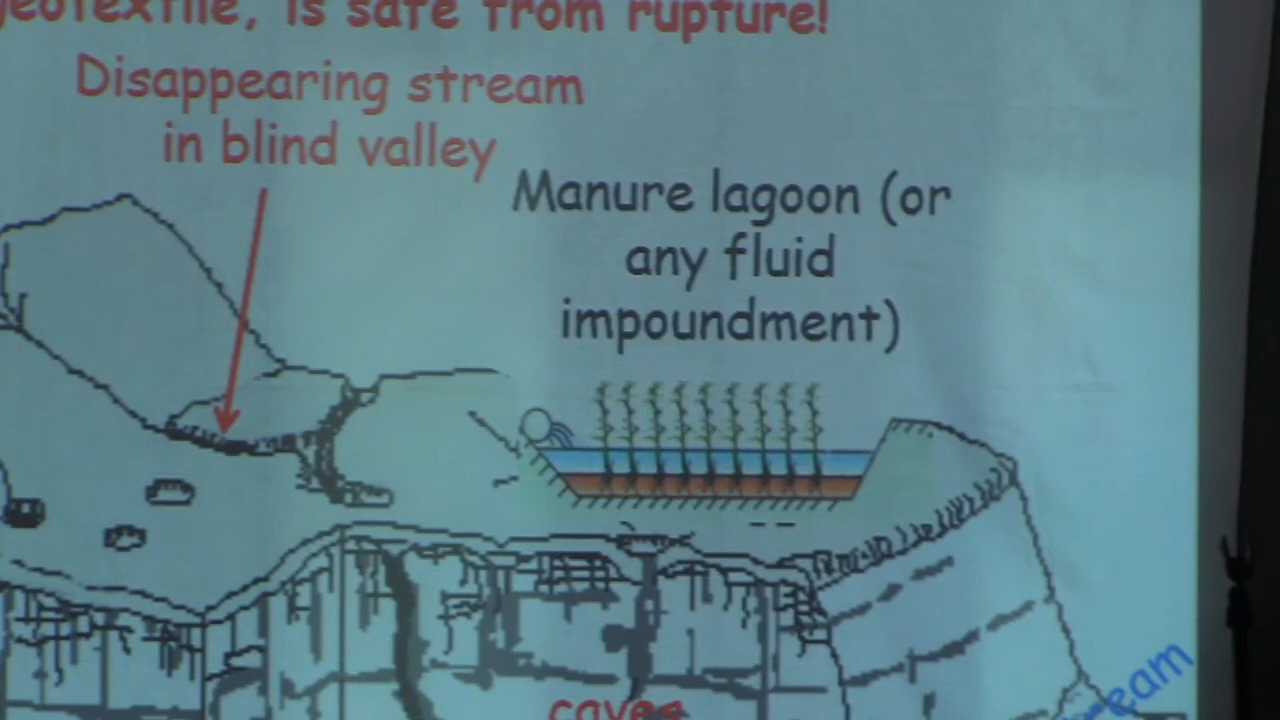 geotextile, is safe from rupture!
Disappearing stream
in blind valley
Manure lagoon (or
any fluid
impoundment)
caves